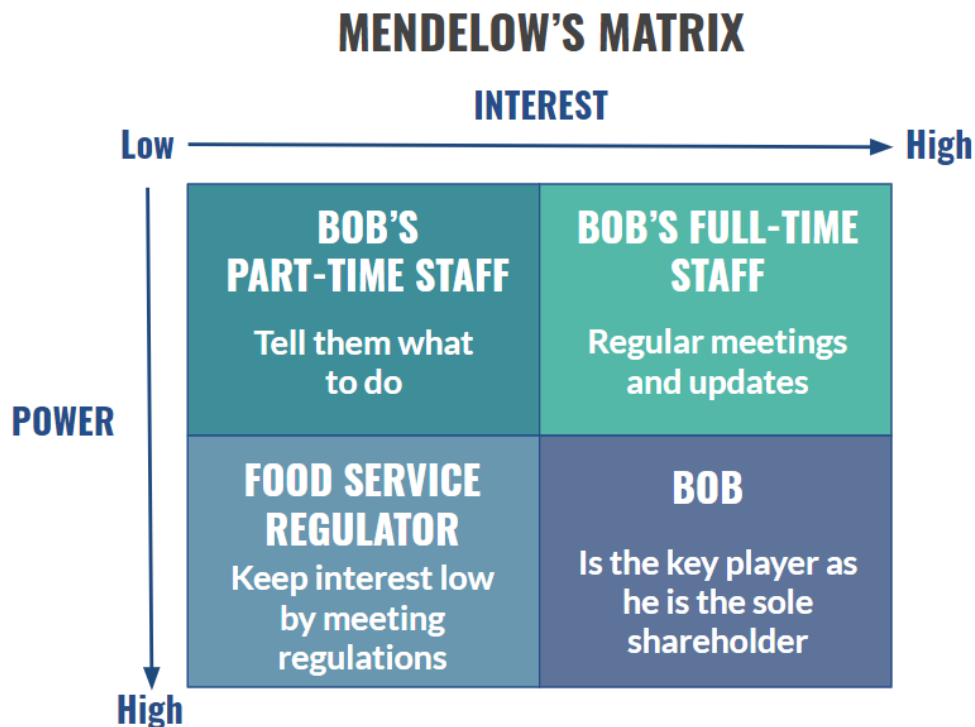 MENDELOW'S MATRIX
INTEREST
Low
High
BOB'S
PART-TIME STAFF
Tell them what
to do
BOB'S FULL-TIME
STAFF
Regular meetings
and updates
POWER
FOOD SERVICE
REGULATOR
Keep interest low
by meeting
regulations
BOB
Is the key player as
he is the sole
shareholder
High